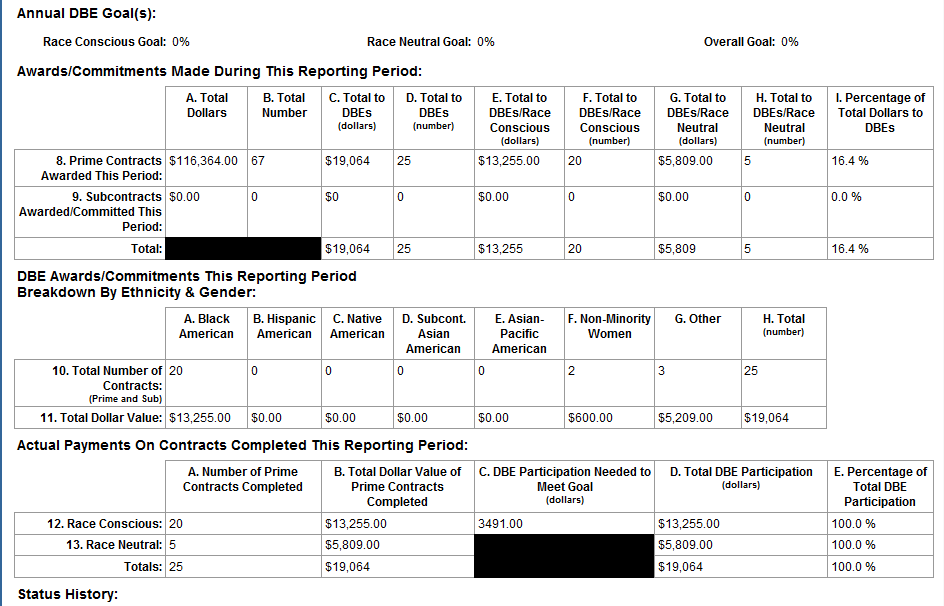 Annual DBE Goal(s):
Race Conscious Goal: 0% Race Neutral Goal: 0% Overall Goal: 0%
Awards/Commitments Made During This Reporting Period:
A. Total Dollars B. Total Number C. Total to DBEs (dollars) D. Total to DBEs (number) E. Total to DBEs/Race Conscious (dollars) F. Total to DBEs/Race Conscious (number) G. Total to DBEs/Race Neutral (dollars) H. Total to DBEs/Race Neutral (number) I. Percentage of Total Dollars to DBEs
8. Prime Contracts Awarded This Period: $116,364.00 67 $19,064 25 $13,255.00 20 $5,809.00 5 16.4 %
9. Subcontracts Awarded/Committed This Period: $0.00 0 $0 0 $0.00 0 $0.00 0 0.0 %
Total: $19,064 25 $13,255 20 $5,809 5 16.4 %
DBE Awards/Commitments This Reporting Period
Breakdown By Ethnicity & Gender:
A. Black American B. Hispanic American C. Native American D. Subcont. Asian American E. Asian-Pacific American F. Non-Minority Women G. Other H. Total (number)
10. Total Number of Contracts: (Prime and Sub) 20 0 0 0 0 2 3 25
11. Total Dollar Value: $13,255.00 $0.00 $0.00 $0.00 $0.00 $600.00 $5,209.00 $19,064
Actual Payments On Contracts Completed This Reporting Period:
A. Number of Prime Contracts Completed B. Total Dollar Value of Prime Contracts Completed C. DBE Participation Needed to Meet Goal (dollars) D. Total DBE Participation (dollars) E. Percentage of Total DBE Participation
12. Race Conscious: 20 $13,255.00 3491.00 $13,255.00 100.0 %
13. Race Neutral: 5 $5,809.00 $5,809.00 100.0 %
Totals: 25 $19,064 $19,064 100.0 %
Status History: